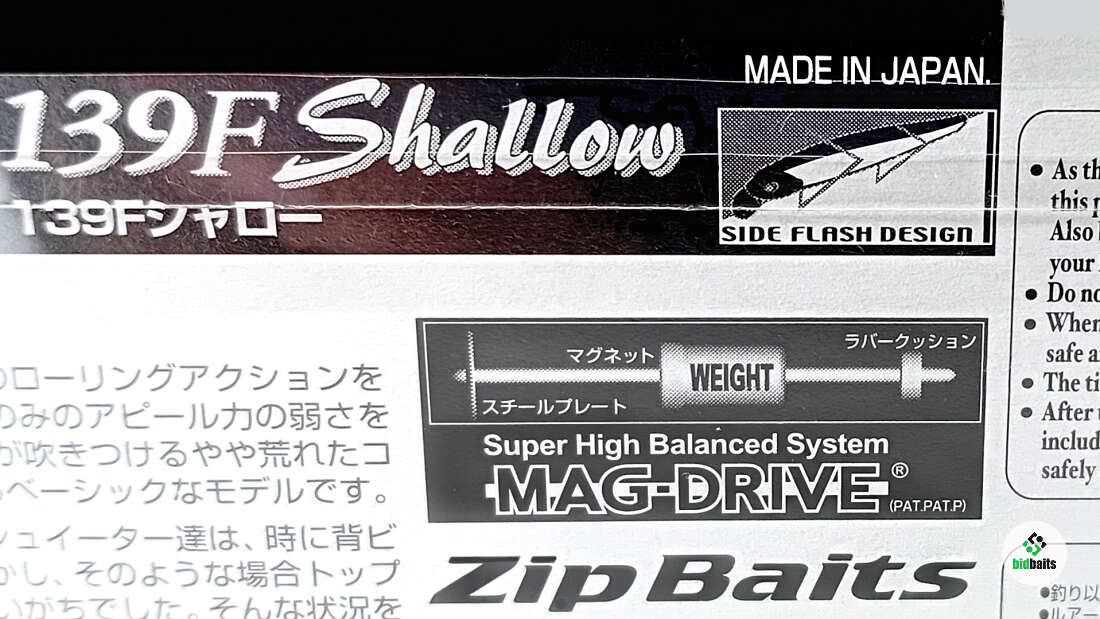 MADE IN JAPAN.
139F Shallow
139Fシャロー
SIDE FLASH DESIGN
ローリングアクションを
のみのアピール力の弱さを
が吹きつけるやや荒れたコ
ベーシックなモデルです。
シュイーター達は、時に背ビ
かし、そのような場合トップ
いがちでした。そんな状況を
マグネット
ラバークッション
WEIGHT
スチールプレート
Super High Balanced System
MAG-DRIVE®
(PAT.PAT.P)
Zip Baits
● As th
this p
Also
your
● Do no
● When
safe a
● The ti
● After
includ
safely
bidbaits
●釣り以
●ルアー